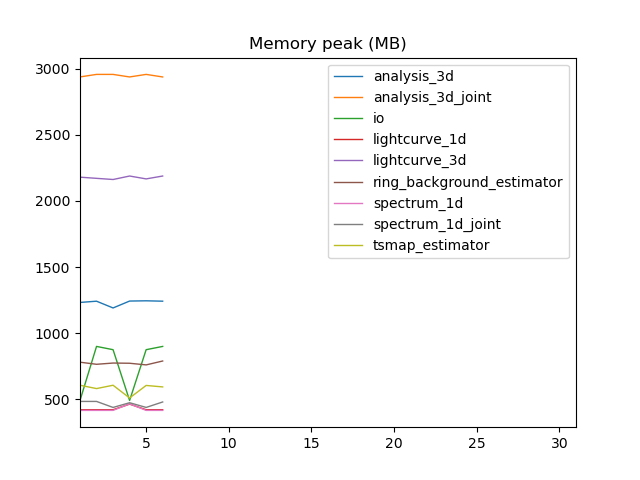 Memory peak (MB)
3000
2500
2000
1500
1000
500
5
10
15
20
25
30
analysis_3d
analysis_3d_joint
io
lightcurve_1d
lightcurve_3d
ring_background_estimator
spectrum_1d
spectrum_1d_joint
tsmap_estimator